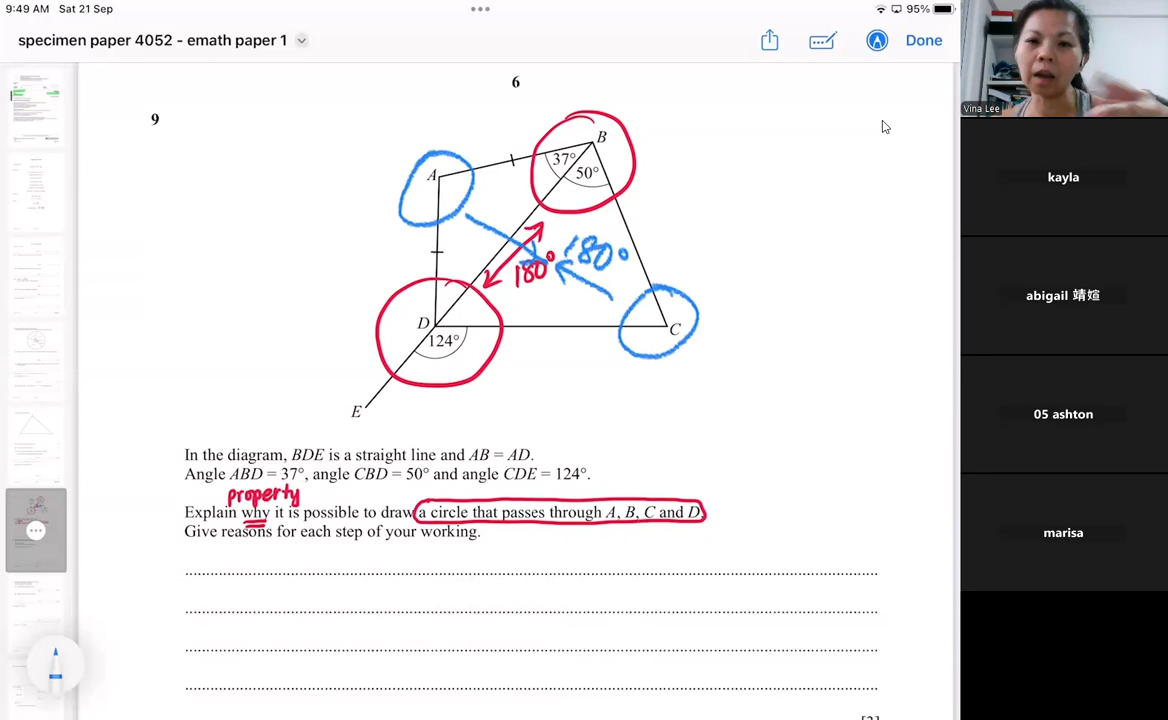 9:49 AM Sat 21 Sep
95%
specimen paper 4052 - emath paper 1
Done
6
9
B
37°
50°
A
180°
180°
D
124°
C
E
In the diagram, BDE is a straight line and AB = AD.
Angle ABD = 37°, angle CBD = 50° and angle CDE = 124°.
property
Explain why it is possible to draw a circle that passes through A, B, C and D.
Give reasons for each step of your working.
Vina Lee
kayla
abigail 靖媗
05 ashton
marisa